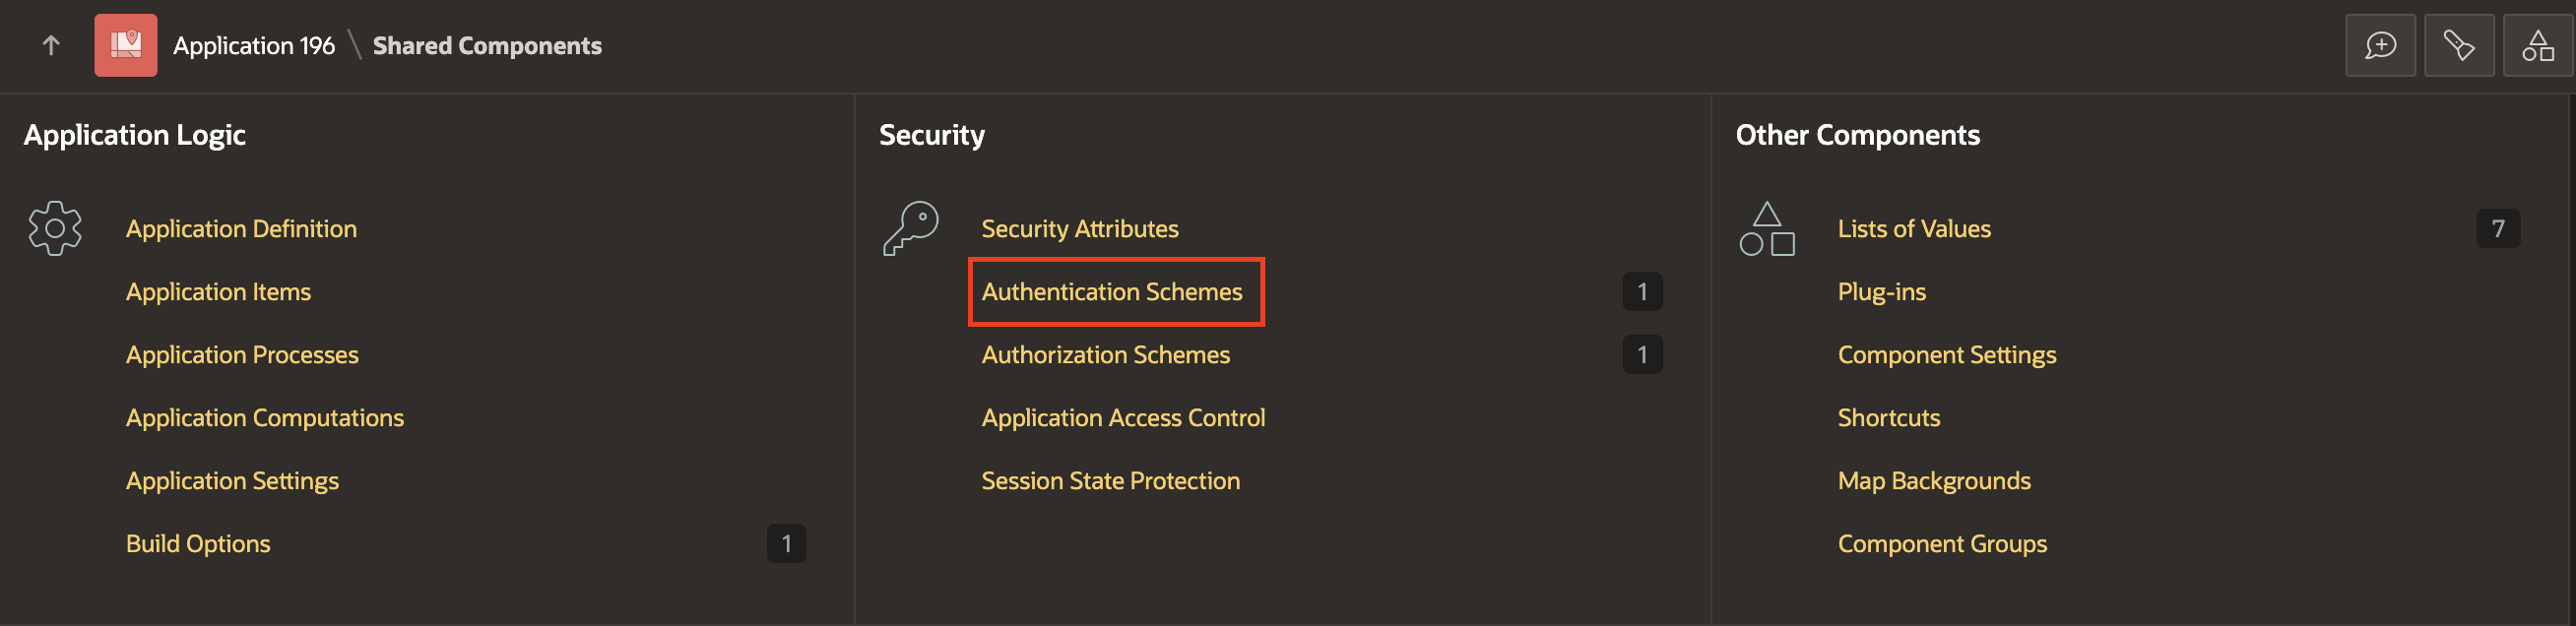 Application 196 \ Shared Components
Application Logic
Application Definition
Application Items
Application Processes
Application Computations
Application Settings
Build Options 1
Security
Security Attributes
Authentication Schemes 1
Authorization Schemes 1
Application Access Control
Session State Protection
Other Components
Lists of Values 7
Plug-ins
Component Settings
Shortcuts
Map Backgrounds
Component Groups